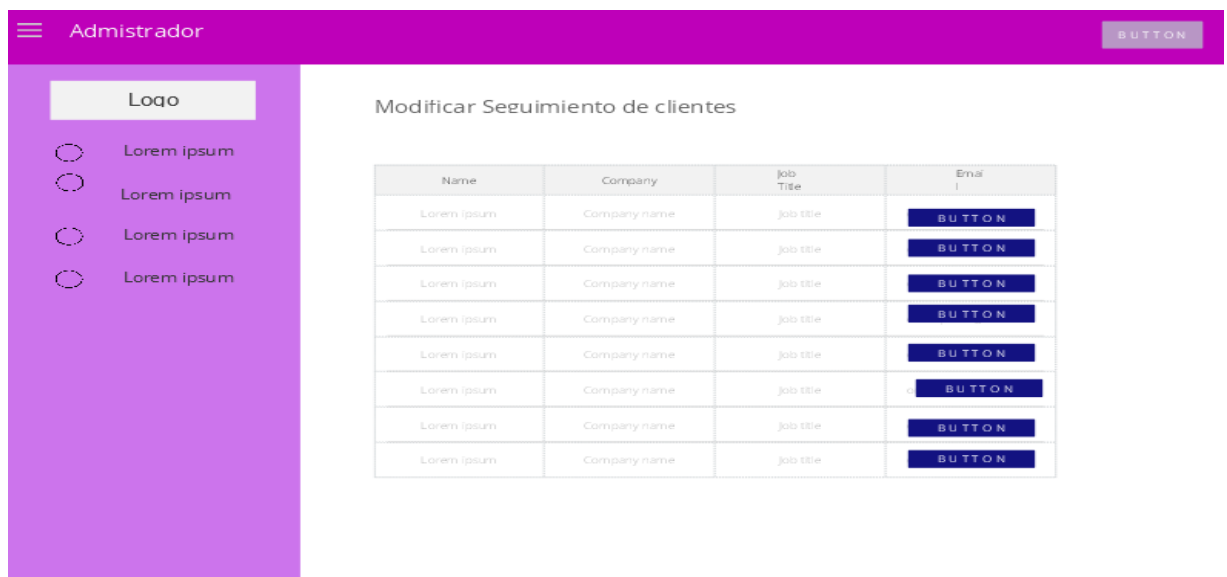 Admistrador
BUTTON
Logo
Lorem ipsum
Lorem ipsum
Lorem ipsum
Lorem ipsum
Modificar Seguimiento de clientes
Name Company Job Title Email
Lorem ipsum Company name Job title BUTTON
Lorem ipsum Company name Job title BUTTON
Lorem ipsum Company name Job title BUTTON
Lorem ipsum Company name Job title BUTTON
Lorem ipsum Company name Job title BUTTON
Lorem ipsum Company name Job title BUTTON
Lorem ipsum Company name Job title BUTTON
Lorem ipsum Company name Job title BUTTON